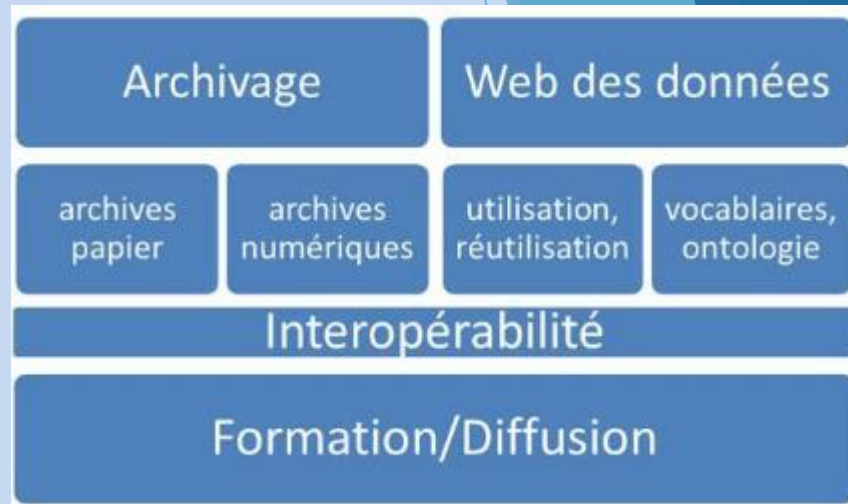 Archivage
Web des données
archives
papier
archives
numériques
utilisation,
réutilisation
vocablaires,
ontologie
Interopérabilité
Formation/Diffusion